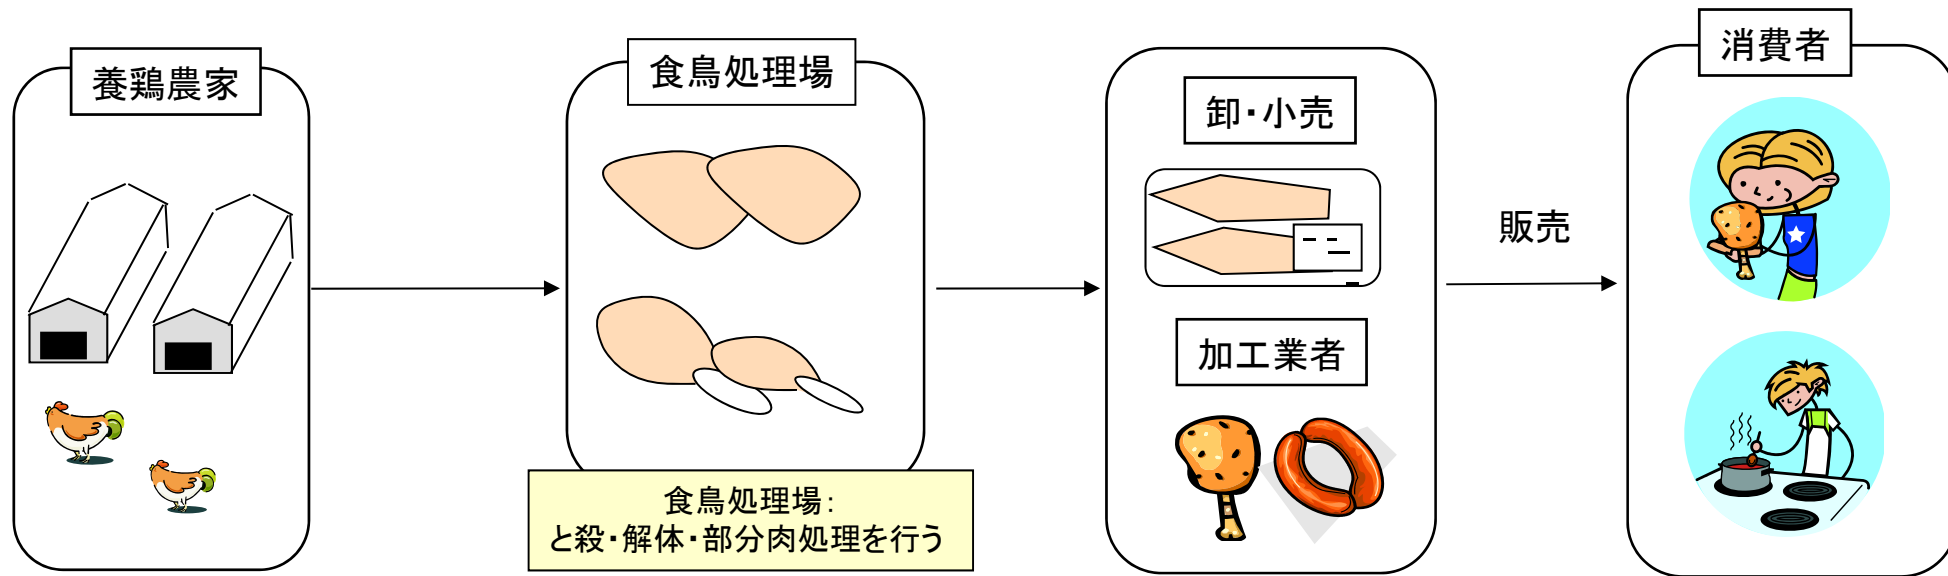 養鶏農家
食鳥処理場
食鳥処理場：
と殺・解体・部分肉処理を行う
卸・小売
加工業者
販売
消費者